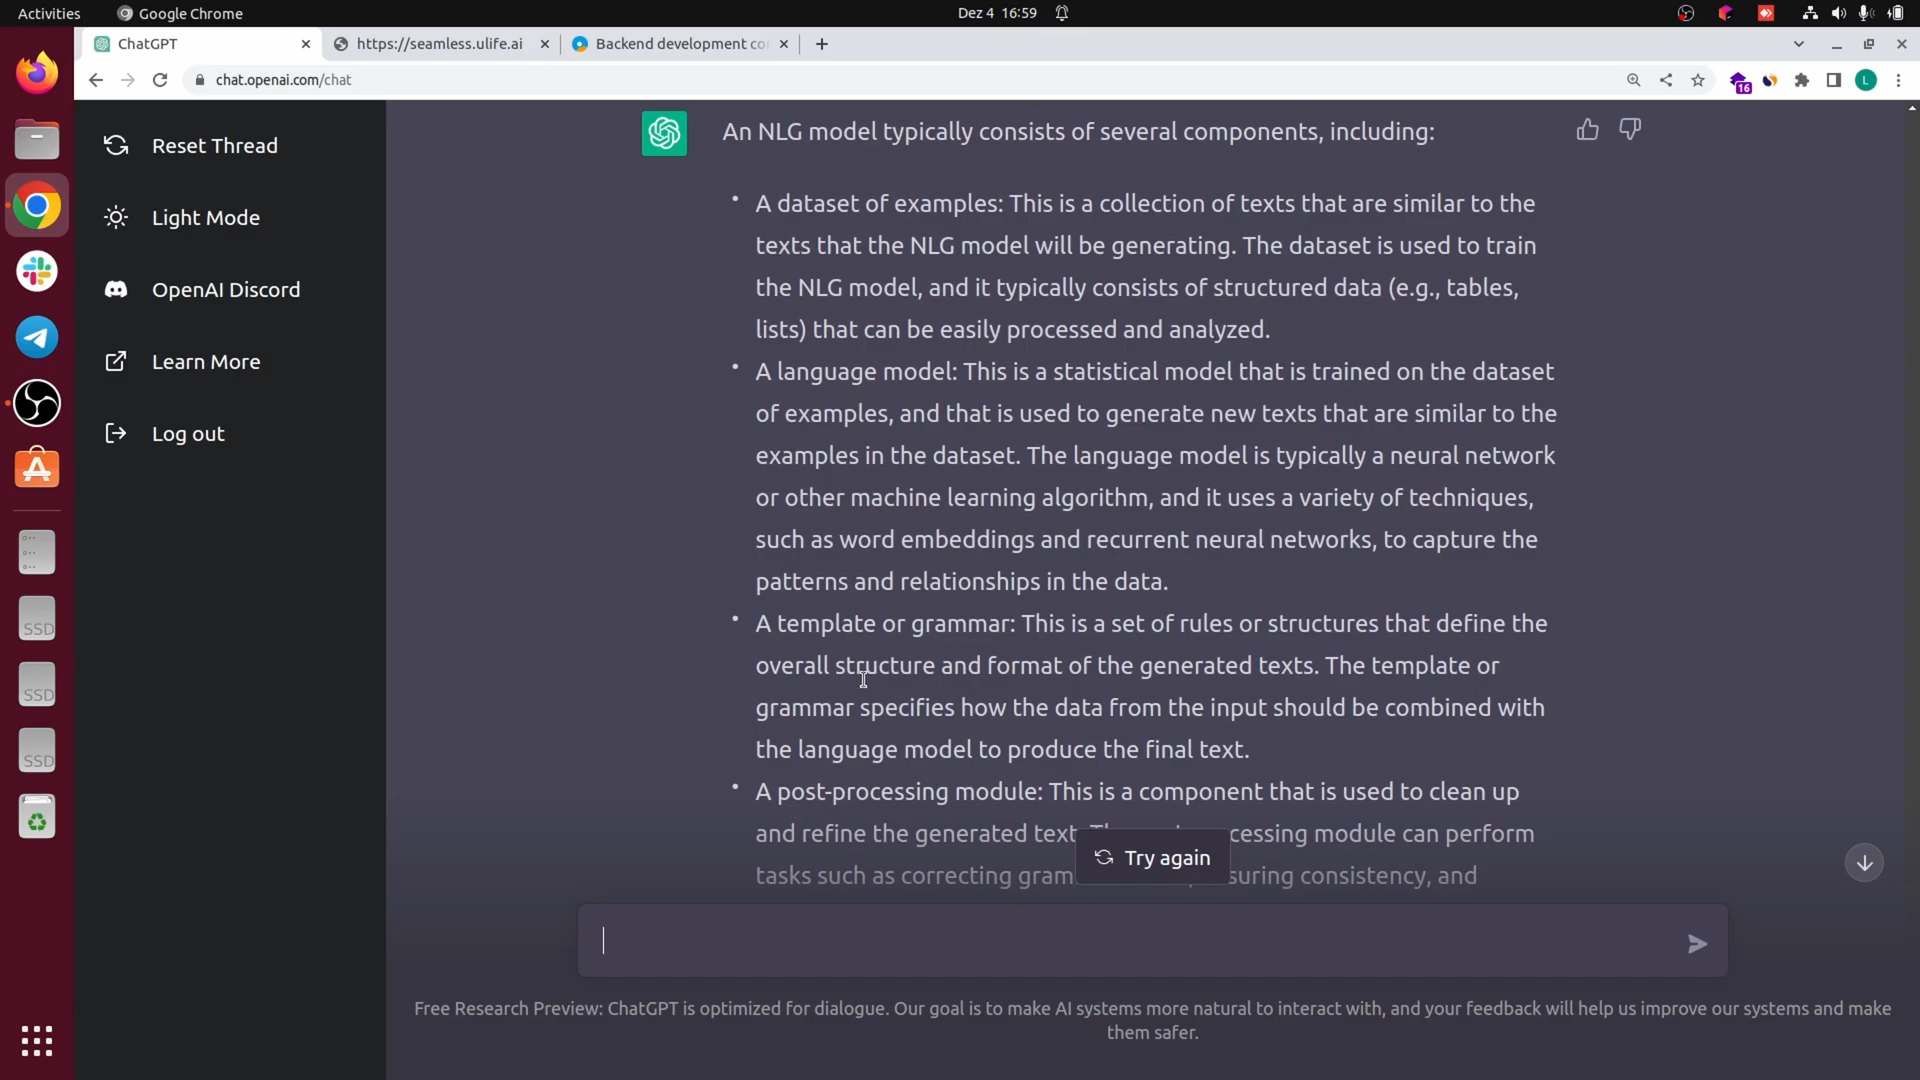 Activities
Google Chrome
Dez 4 16:59
ChatGPT
https://seamless.ulife.ai
Backend development co
chat.openai.com/chat
16
L
Reset Thread
Light Mode
OpenAI Discord
Learn More
Log out
SSD
SSD
SSD
An NLG model typically consists of several components, including:
• A dataset of examples: This is a collection of texts that are similar to the
texts that the NLG model will be generating. The dataset is used to train
the NLG model, and it typically consists of structured data (e.g., tables,
lists) that can be easily processed and analyzed.
• A language model: This is a statistical model that is trained on the dataset
of examples, and that is used to generate new texts that are similar to the
examples in the dataset. The language model is typically a neural network
or other machine learning algorithm, and it uses a variety of techniques,
such as word embeddings and recurrent neural networks, to capture the
patterns and relationships in the data.
• A template or grammar: This is a set of rules or structures that define the
overall structure and format of the generated texts. The template or
grammar specifies how the data from the input should be combined with
the language model to produce the final text.
• A post-processing module: This is a component that is used to clean up
and refine the generated text module can perform
tasks such as correcting consistency, and
Try again
Free Research Preview: ChatGPT is optimized for dialogue. Our goal is to make AI systems more natural to interact with, and your feedback will help us improve our systems and make
them safer.